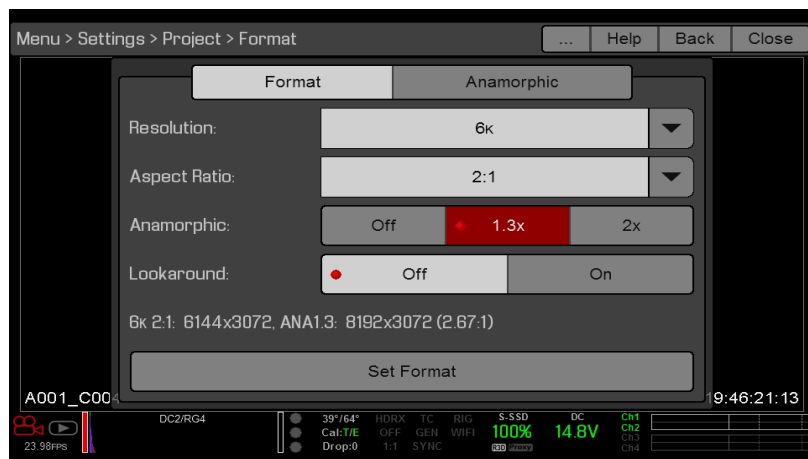 Menu > Settings > Project > Format ... Help Back Close
Format Anamorphic
Resolution: 6K
Aspect Ratio: 2:1
Anamorphic: Off 1.3x 2x
Lookaround: Off On
6K 2:1: 6144x3072, ANA1.3: 8192x3072 (2.67:1)
Set Format
A001_C004 19:46:21:13
DC2/RG4 39°/64° HDRX TC RIG S-SSD DC Ch1
Cal:T/E OFF GEN WIFI 100% 14.8V Ch2
23.98FPS Drop:0 1:1 SYNC R3D Proxy Ch3
Ch4